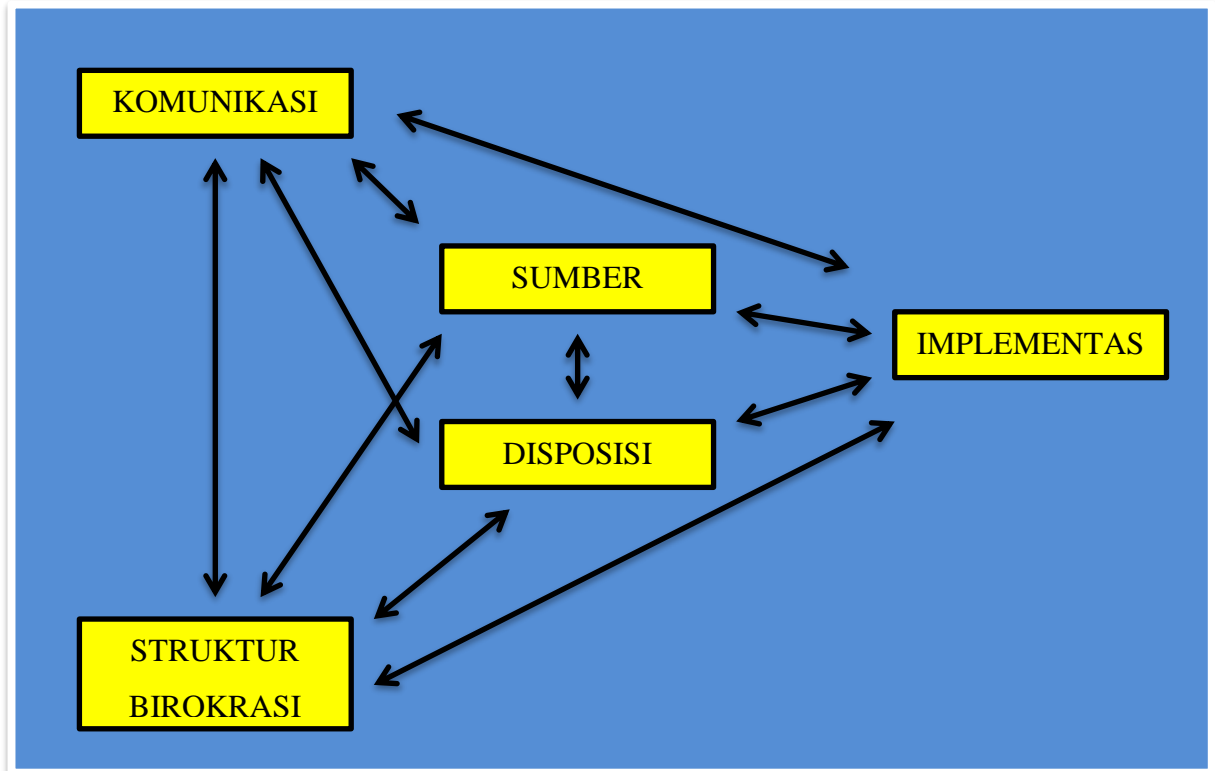 KOMUNIKASI
SUMBER
IMPLEMENTAS
DISPOSISI
STRUKTUR
BIROKRASI